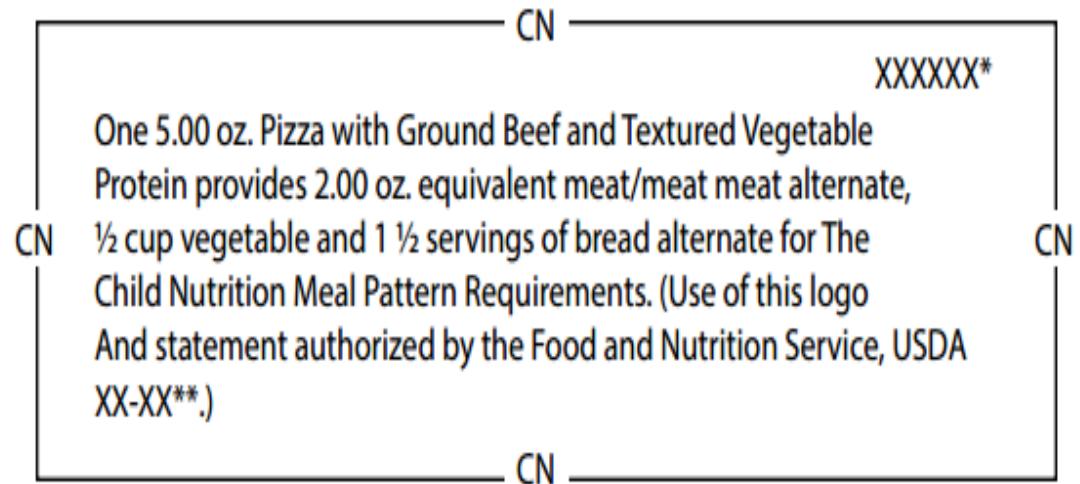 CN
XXXXXX*
One 5.00 oz. Pizza with Ground Beef and Textured Vegetable
Protein provides 2.00 oz. equivalent meat/meat meat alternate,
CN ½ cup vegetable and 1 ½ servings of bread alternate for The CN
Child Nutrition Meal Pattern Requirements. (Use of this logo
And statement authorized by the Food and Nutrition Service, USDA
XX-XX**.)
CN